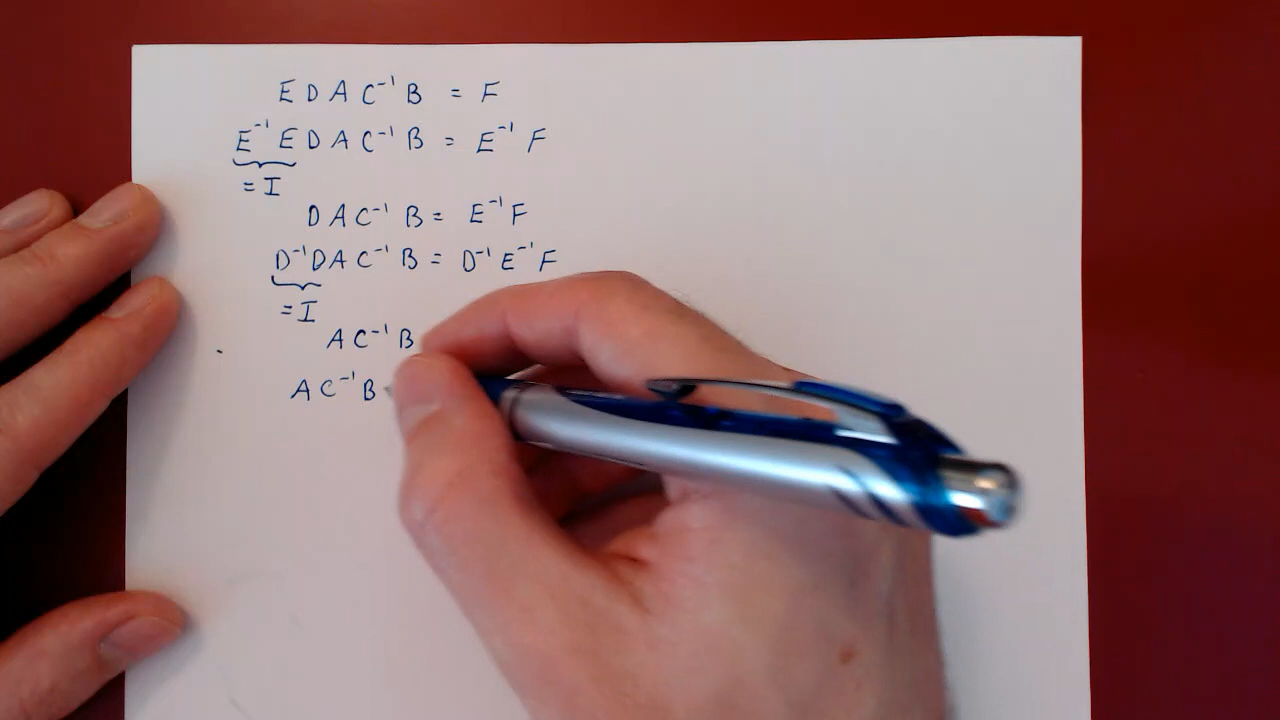 E D A C⁻¹ B = F
E⁻¹ E D A C⁻¹ B = E⁻¹ F
= I
D A C⁻¹ B = E⁻¹ F
D⁻¹ D A C⁻¹ B = D⁻¹ E⁻¹ F
= I
A C⁻¹ B
A C⁻¹ B